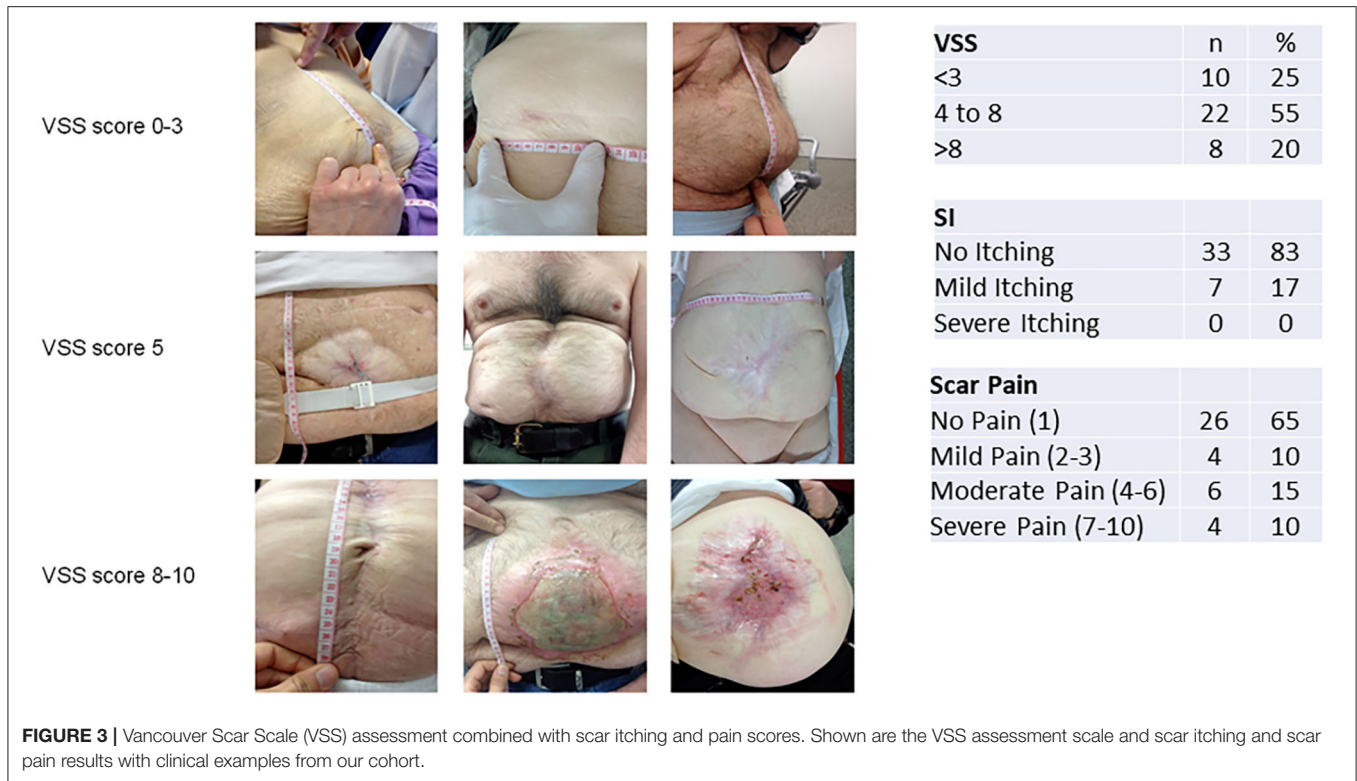 VSS score 0-3
VSS score 5
VSS score 8-10
VSS n %
<3 10 25
4 to 8 22 55
>8 8 20
SI
No Itching 33 83
Mild Itching 7 17
Severe Itching 0 0
Scar Pain
No Pain (1) 26 65
Mild Pain (2-3) 4 10
Moderate Pain (4-6) 6 15
Severe Pain (7-10) 4 10
FIGURE 3 | Vancouver Scar Scale (VSS) assessment combined with scar itching and pain scores. Shown are the VSS assessment scale and scar itching and scar
pain results with clinical examples from our cohort.